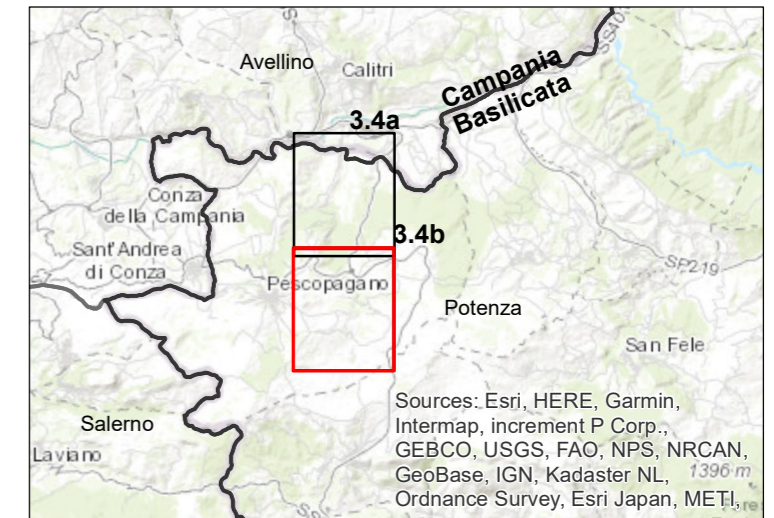 SS401
Avellino
Calitri
Campania
Basilicata
3.4a
Conza
della Campania
3.4b
Sant'Andrea
di Conza
SP219
Pescopagano
Potenza
San Fele
Salerno
Laviano
Sources: Esri, HERE, Garmin,
Intermap, increment P Corp.,
GEBCO, USGS, FAO, NPS, NRCAN,
GeoBase, IGN, Kadaster NL,
1396 m
Ordnance Survey, Esri Japan, METI,